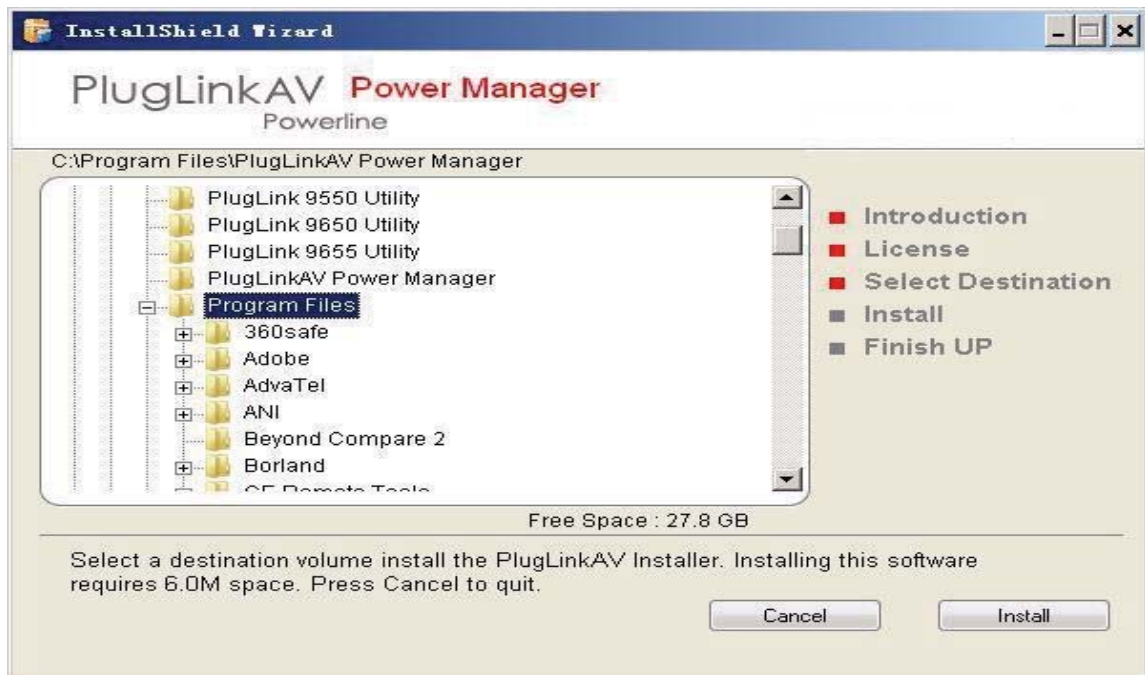 InstallShield Wizard
PlugLinkAV Power Manager
Powerline
C:\Program Files\PlugLinkAV Power Manager
PlugLink 9550 Utility
PlugLink 9650 Utility
PlugLink 9655 Utility
PlugLinkAV Power Manager
Program Files
360safe
Adobe
AdvaTel
ANI
Beyond Compare 2
Borland
CE Remote Tools
Free Space : 27.8 GB
Introduction
License
Select Destination
Install
Finish UP
Select a destination volume install the PlugLinkAV Installer. Installing this software
requires 6.0M space. Press Cancel to quit.
Cancel
Install